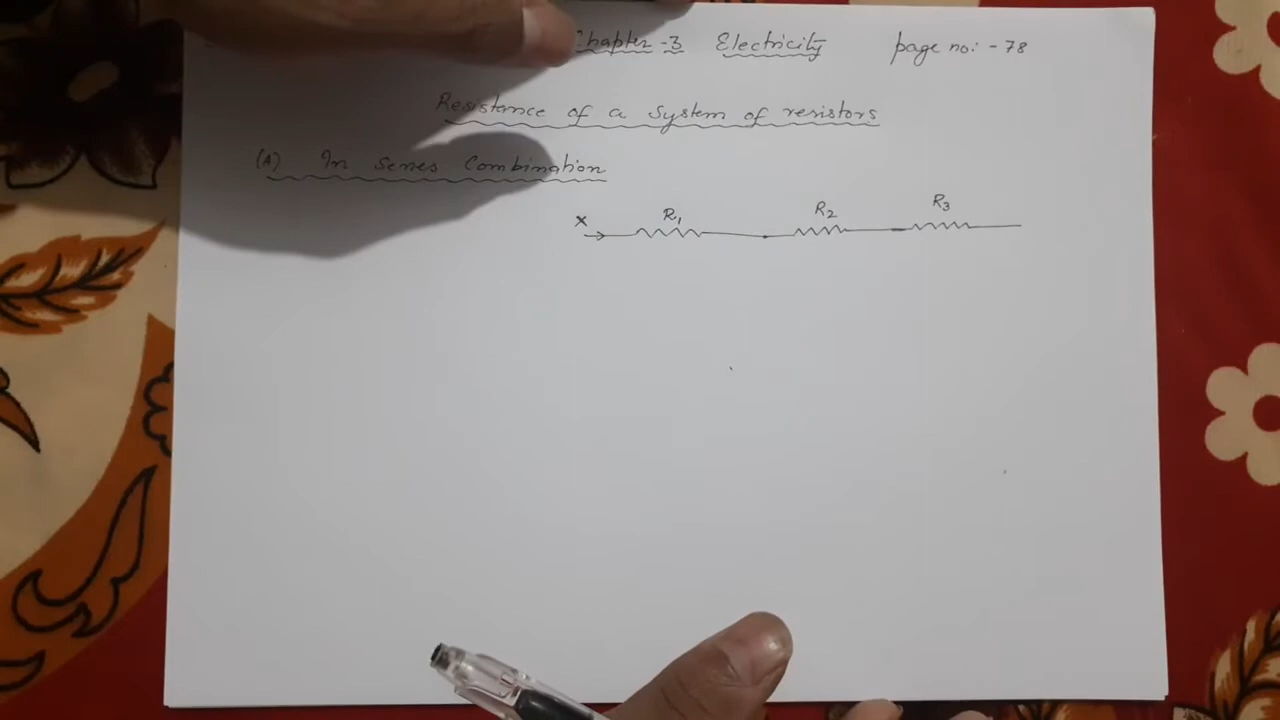 Chapter -3 Electricity page no: - 78
Resistance of a System of resistors
(A) In Series Combination
X R1 R2 R3